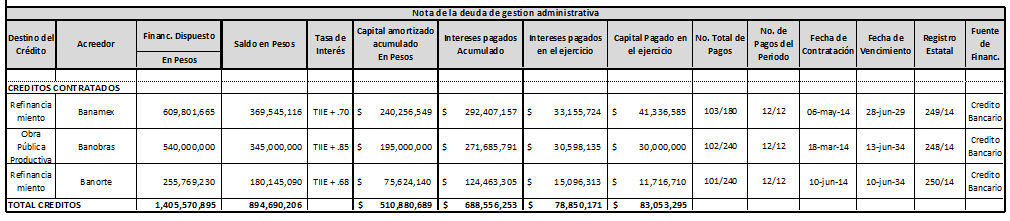 Nota de la deuda de gestion administrativa
Destino del Crédito Acreedor Financ. Dispuesto En Pesos Saldo en Pesos Tasa de Interés Capital amortizado acumulado En Pesos Intereses pagados Acumulado Intereses pagados en el ejercicio Capital Pagado en el ejercicio No. Total de Pagos No. de Pagos del Periodo Fecha de Contratación Fecha de Vencimiento Registro Estatal Fuente de Financ.
CREDITOS CONTRATADOS
Refinanciamiento Banamex 609,801,665 369,545,116 TIIE + .70 $ 240,256,549 $ 292,407,157 $ 33,155,724 $ 41,336,585 103/180 12/12 06-may-14 28-jun-29 249/14 Credito Bancario
Obra Pública Productiva Banobras 540,000,000 345,000,000 TIIE + .85 $ 195,000,000 $ 271,685,791 $ 30,598,135 $ 30,000,000 102/240 12/12 18-mar-14 13-jun-34 248/14 Credito Bancario
Refinanciamiento Banorte 255,769,230 180,145,090 TIIE + .68 $ 75,624,140 $ 124,463,305 $ 15,096,313 $ 11,716,710 101/240 12/12 10-jun-14 10-jun-34 250/14 Credito Bancario
TOTAL CREDITOS 1,405,570,895 894,690,206 $ 510,880,689 $ 688,556,253 $ 78,850,171 $ 83,053,295